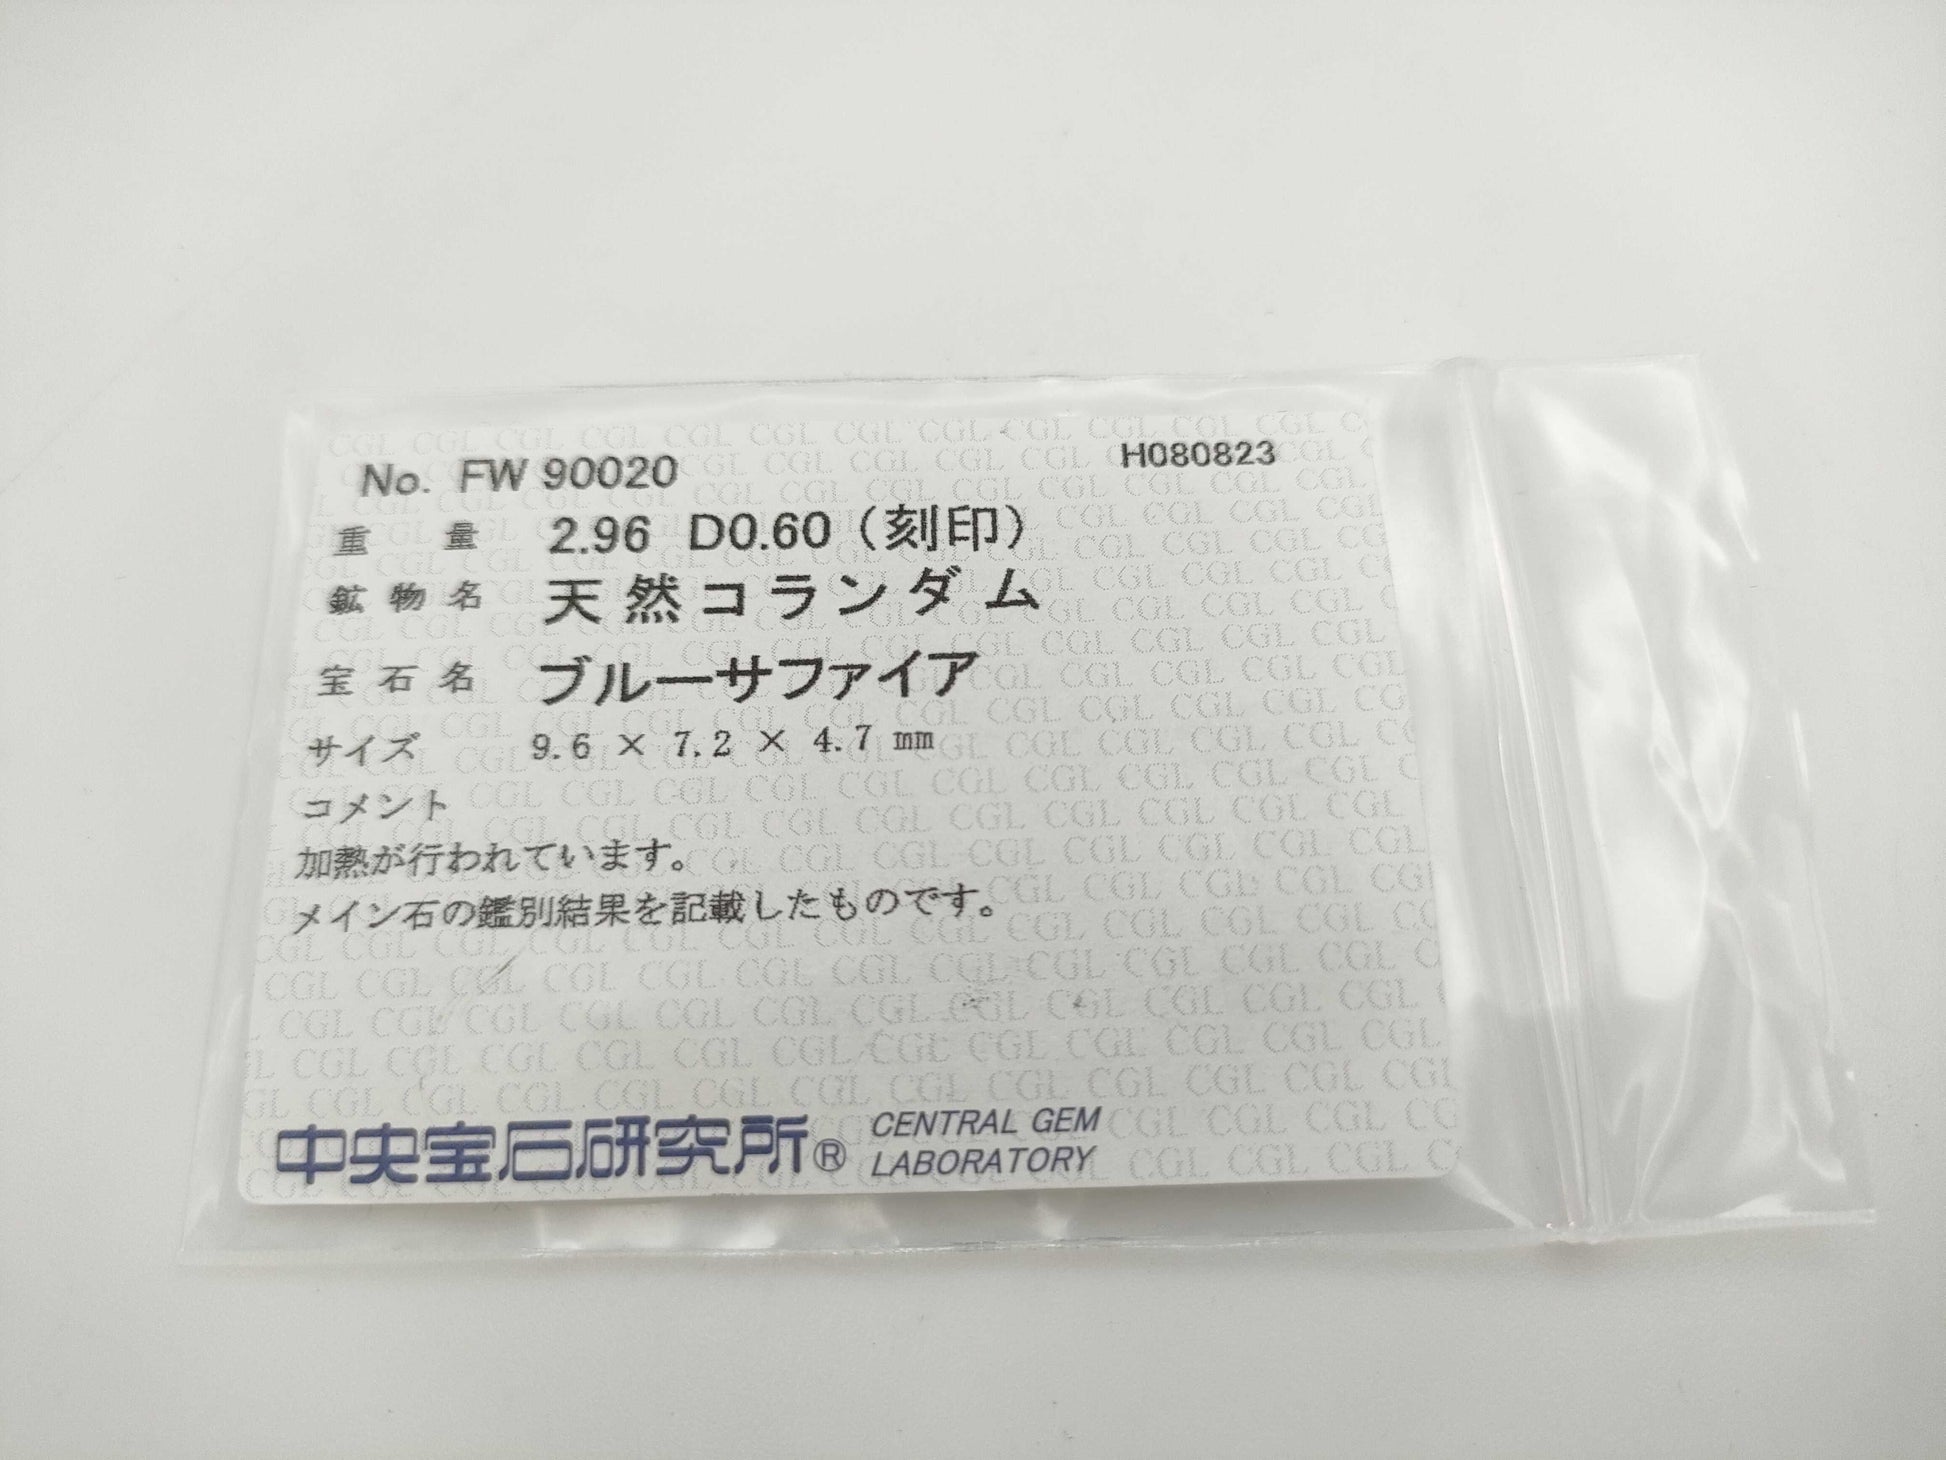 No. FW 90020 H080823
重量 2.96 D0.60（刻印）
鉱物名 天然コランダム
宝石名 ブルーサファイア
サイズ 9.6 × 7.2 × 4.7 mm
コメント
加熱が行われています。
メイン石の鑑別結果を記載したものです。
中央宝石研究所® CENTRAL GEM
LABORATORY